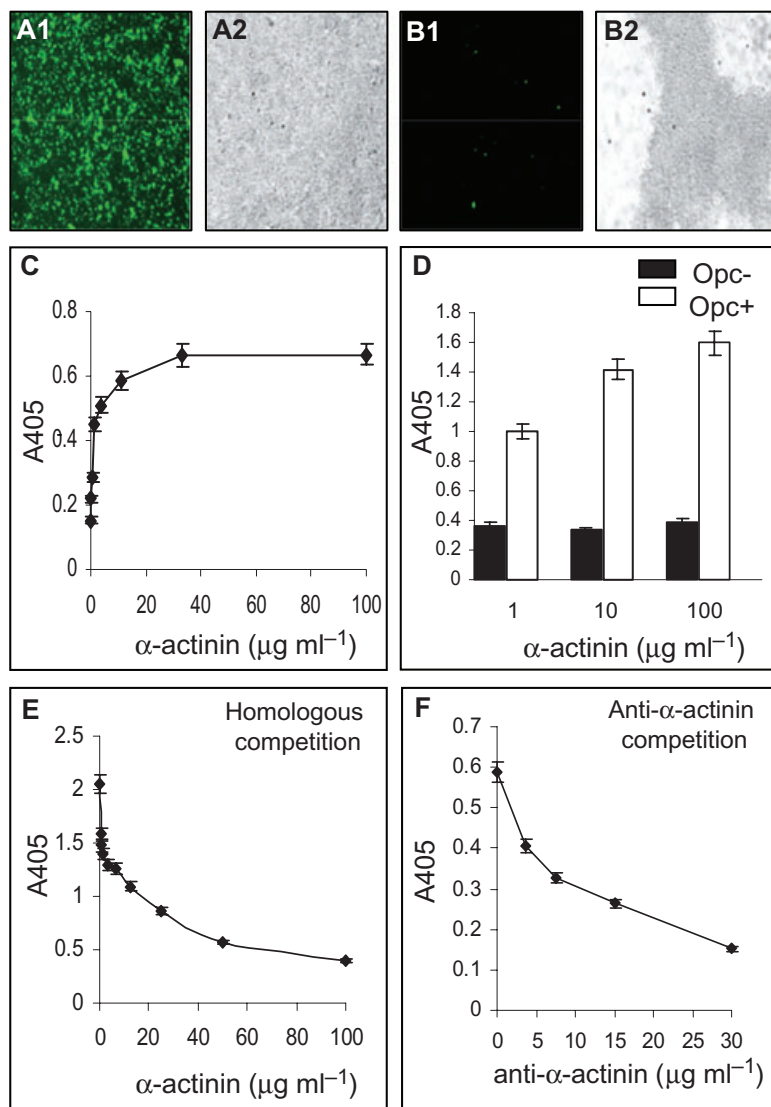 A1
A2
B1
B2
C
A405
0.8
0.6
0.4
0.2
0
0 20 40 60 80 100
α-actinin (μg ml⁻¹)
D
Opc-
Opc+
A405
1.8
1.6
1.4
1.2
1
0.8
0.6
0.4
0.2
0
1 10 100
α-actinin (μg ml⁻¹)
E
Homologous
competition
A405
2.5
2
1.5
1
0.5
0
0 20 40 60 80 100
α-actinin (μg ml⁻¹)
F
Anti-α-actinin
competition
A405
0.7
0.6
0.5
0.4
0.3
0.2
0.1
0
0 5 10 15 20 25 30
anti-α-actinin (μg ml⁻¹)